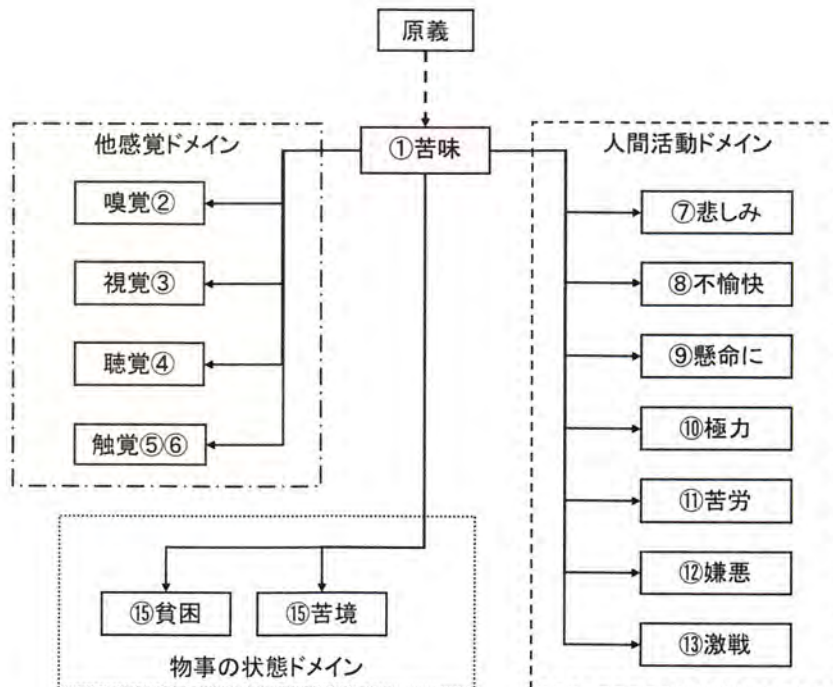 原義
①苦味
他感覚ドメイン
嗅覚②
視覚③
聴覚④
触覚⑤⑥
人間活動ドメイン
⑦悲しみ
⑧不愉快
⑨懸命に
⑩極力
⑪苦労
⑫嫌悪
⑬激戦
⑮貧困
⑮苦境
物事の状態ドメイン